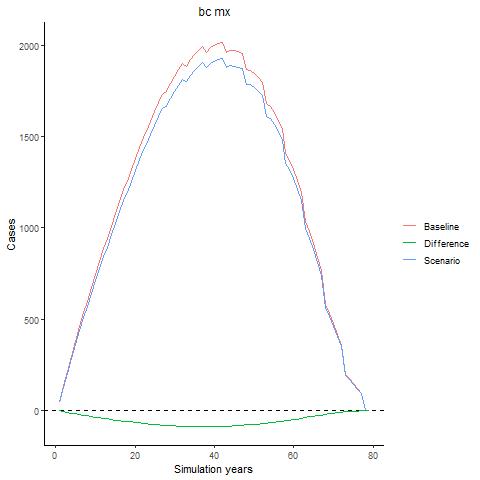 bc mx
Cases
2000
1500
1000
500
0
0 20 40 60 80
Simulation years
Baseline
Difference
Scenario